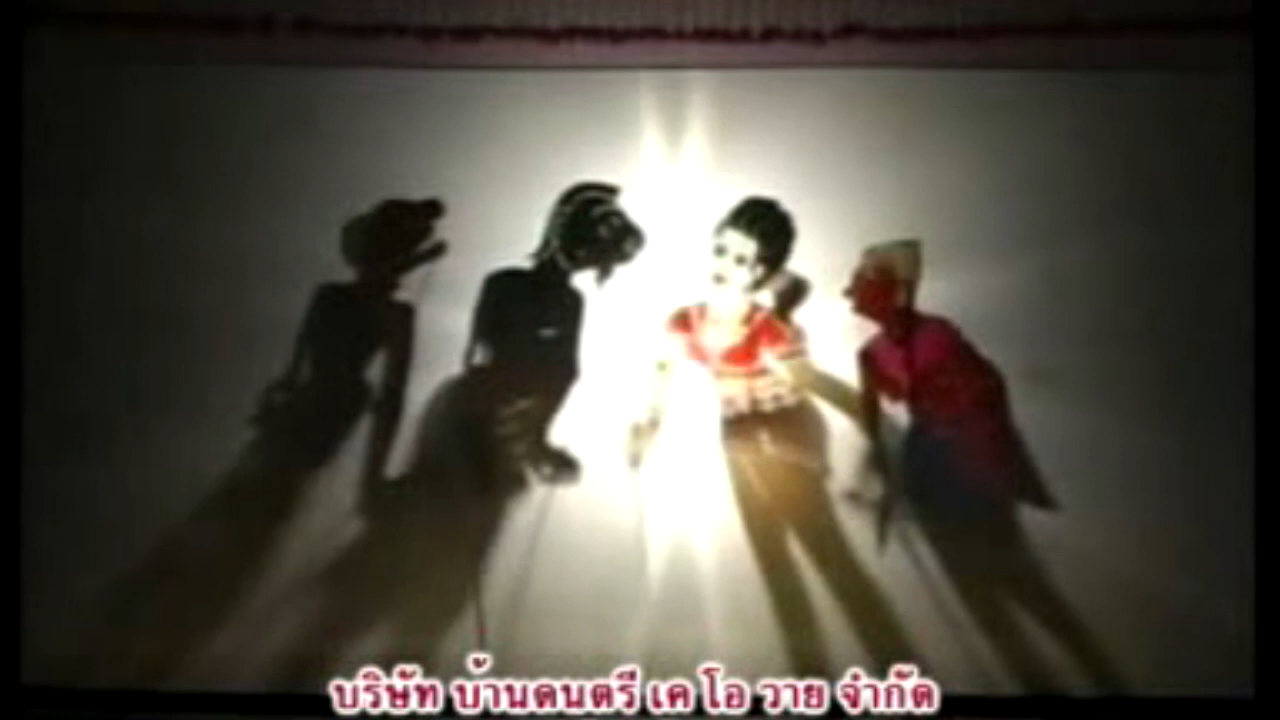 บริษัท บ้านดนตรี เค โอ วาย จำกัด